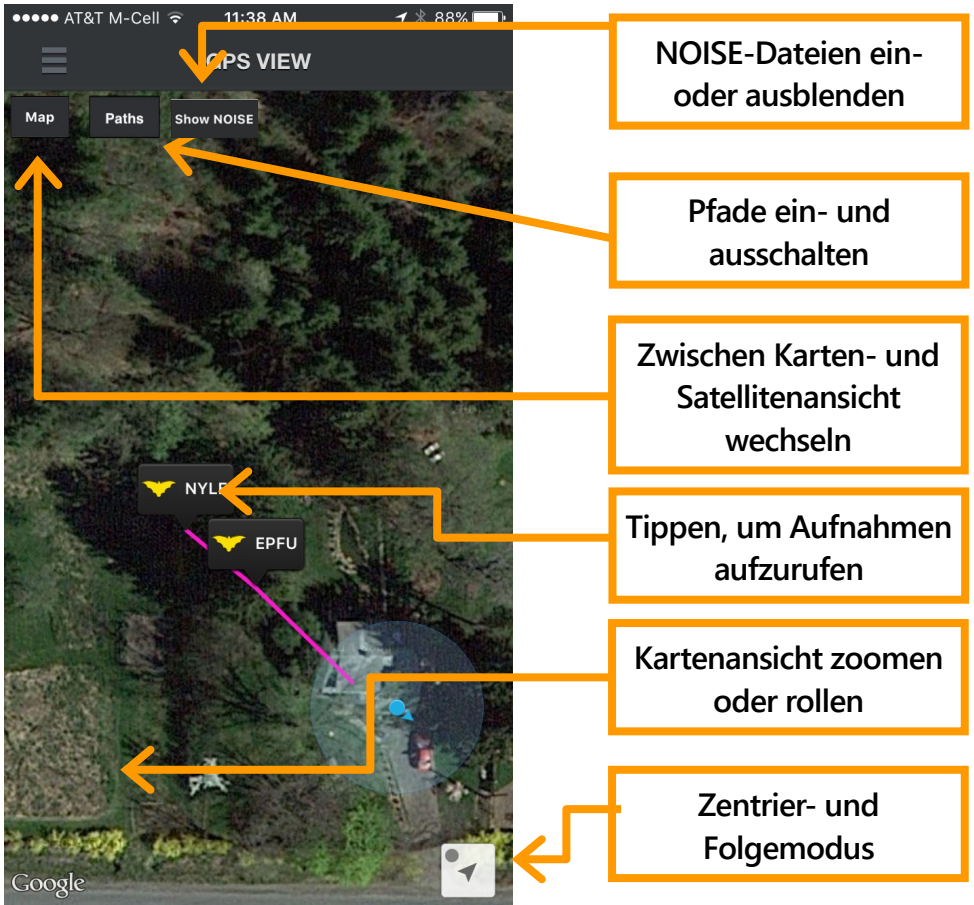 AT&T M-Cell 11:38 AM 88%
GPS VIEW
Map Paths Show NOISE
NYLE
EPFU
Google
NOISE-Dateien ein-
oder ausblenden
Pfade ein- und
ausschalten
Zwischen Karten- und
Satellitenansicht
wechseln
Tippen, um Aufnahmen
aufzurufen
Kartenansicht zoomen
oder rollen
Zentrier- und
Folgemodus